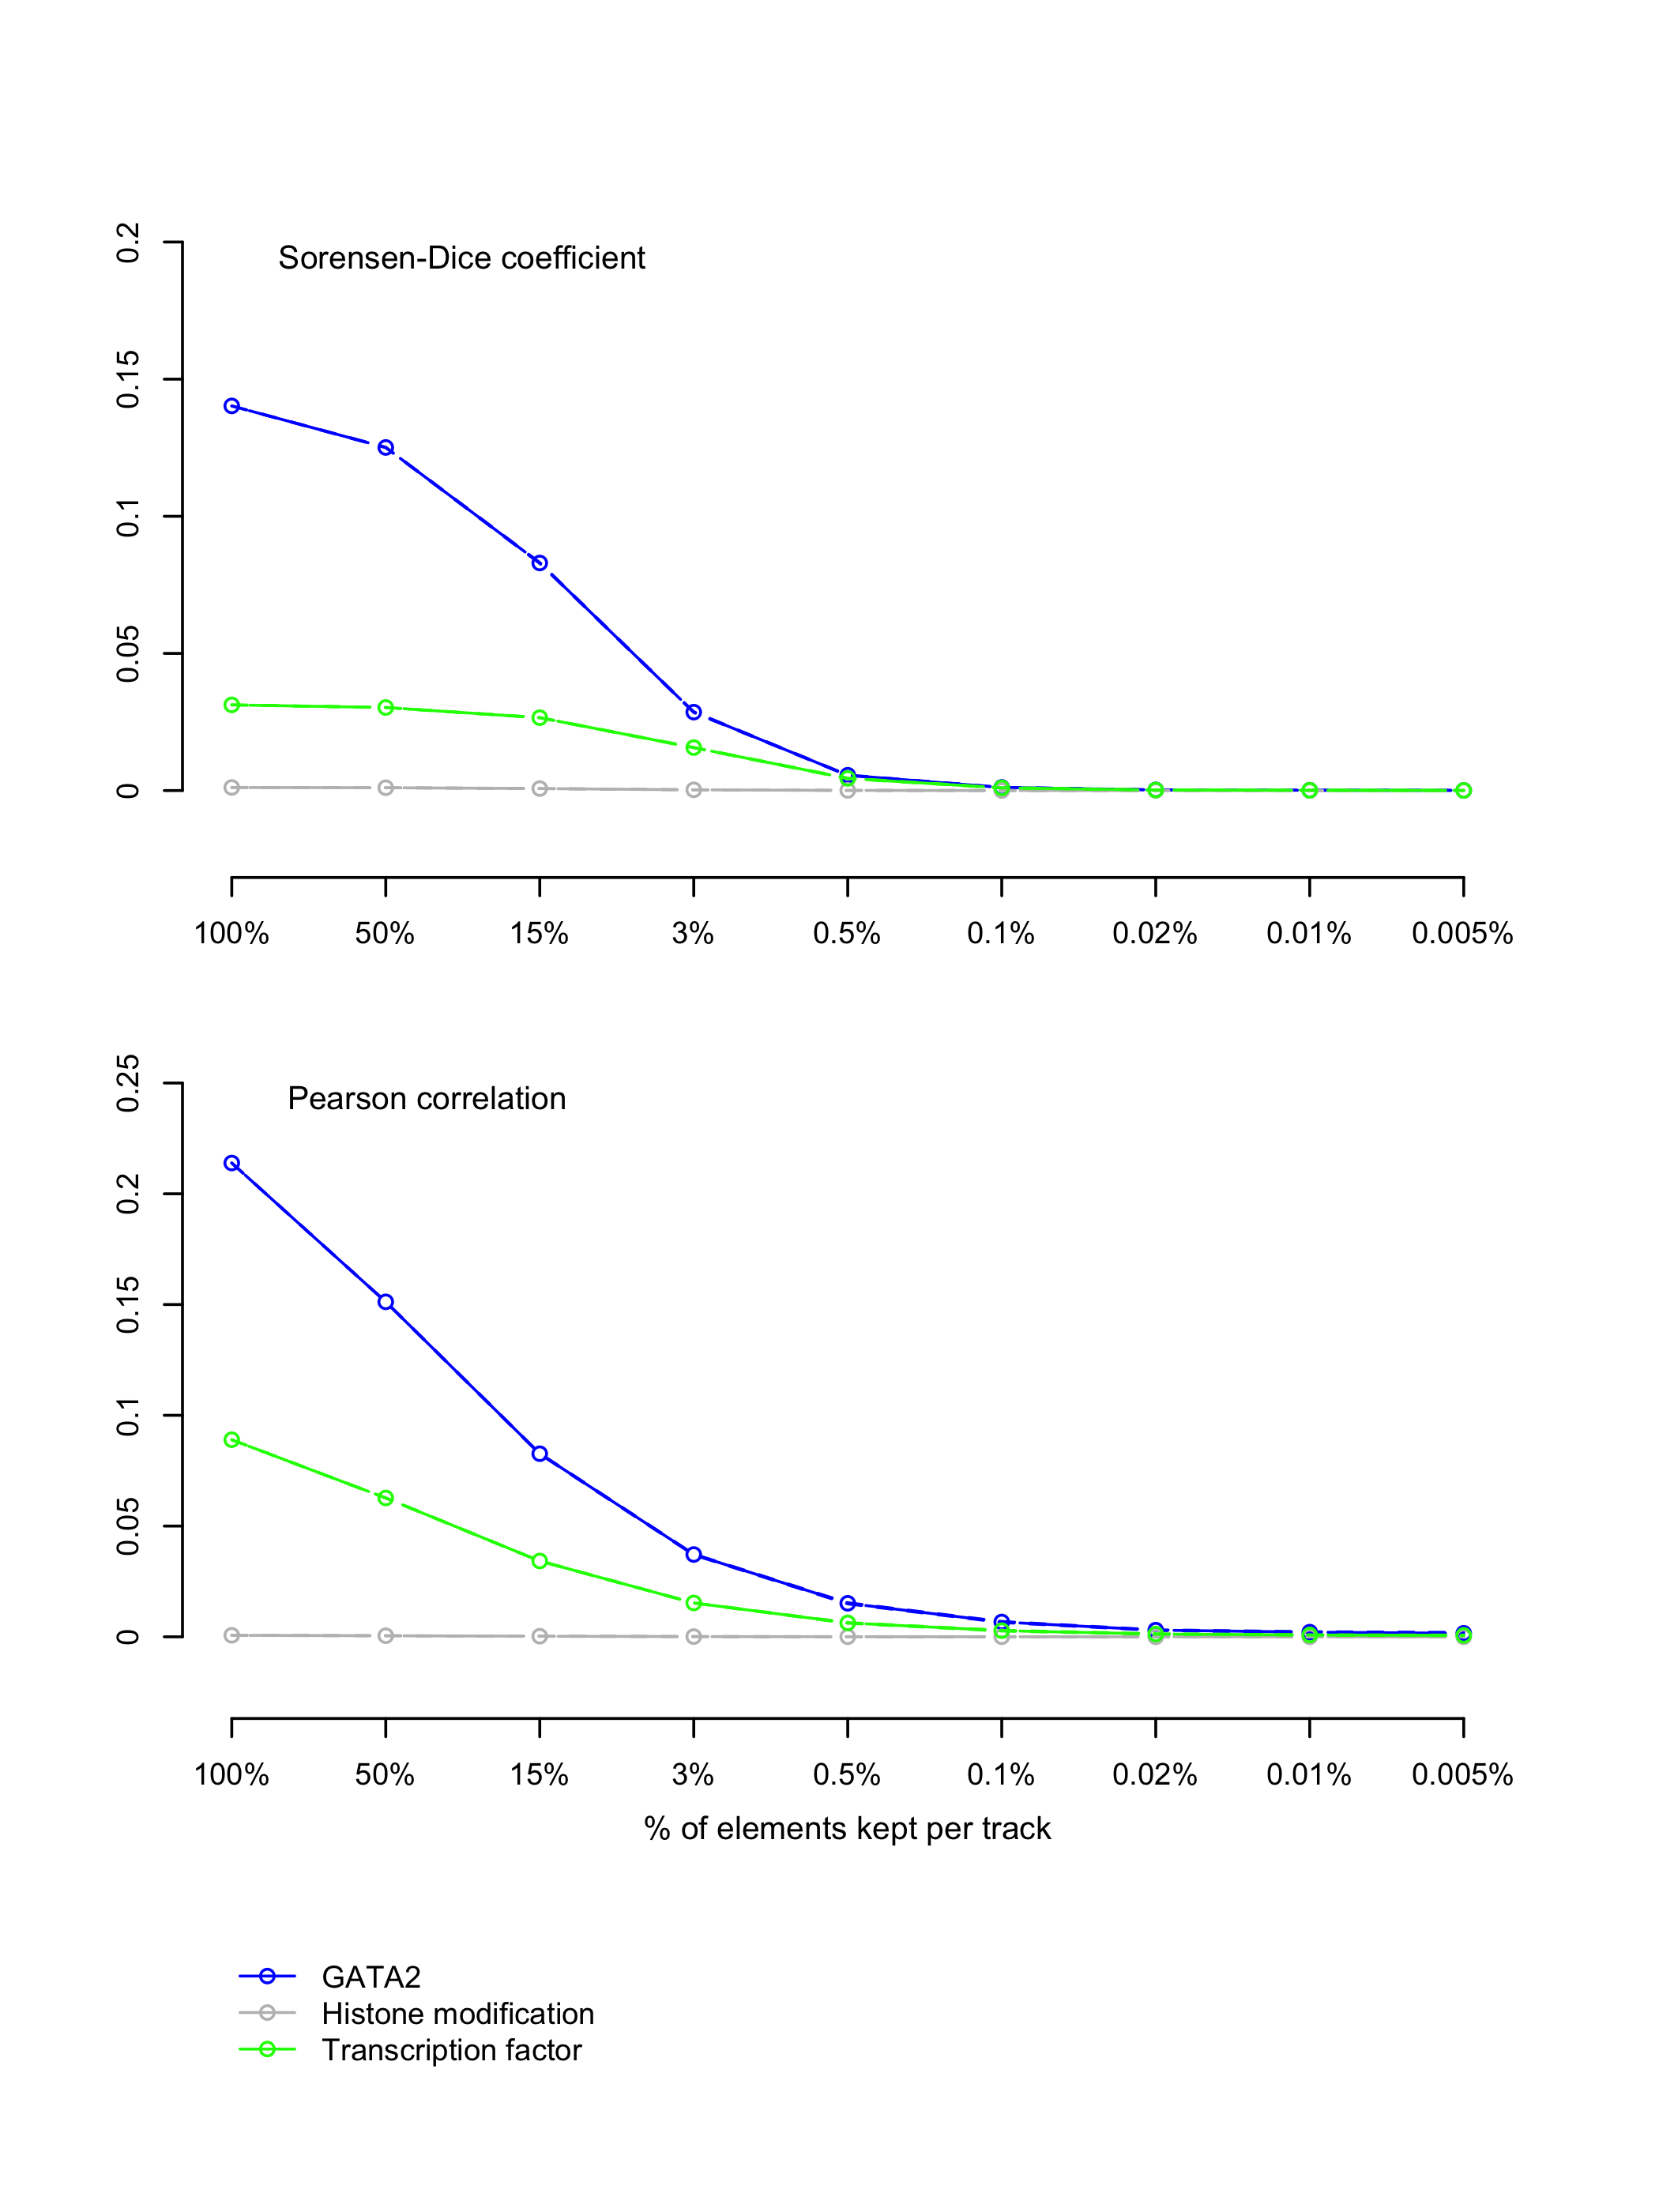 Sorensen-Dice coefficient
0.2
0.15
0.1
0.05
0
100% 50% 15% 3% 0.5% 0.1% 0.02% 0.01% 0.005%
Pearson correlation
0.25
0.2
0.15
0.1
0.05
0
100% 50% 15% 3% 0.5% 0.1% 0.02% 0.01% 0.005%
% of elements kept per track
GATA2
Histone modification
Transcription factor